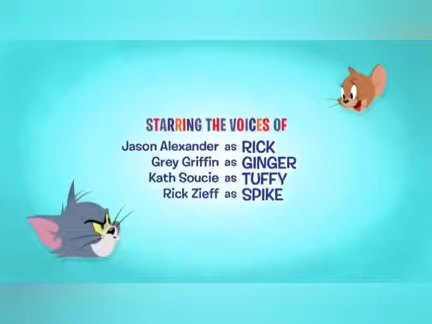 STARRING THE VOICES OF
Jason Alexander as RICK
Grey Griffin as GINGER
Kath Soucie as TUFFY
Rick Zieff as SPIKE